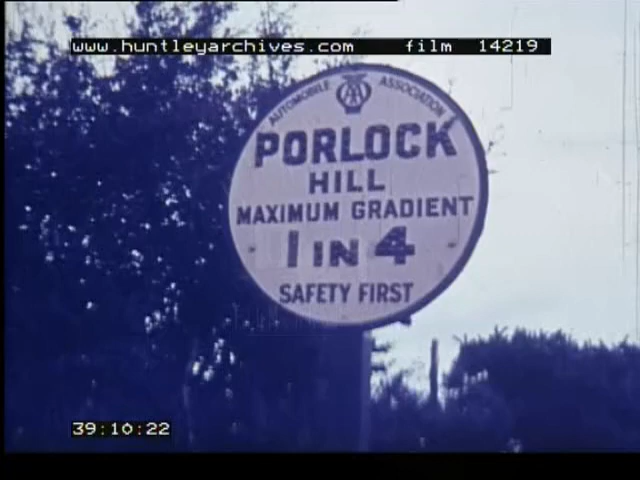 www.huntleyarchives.com film 14219
AUTOMOBILE AA ASSOCIATION
PORLOCK
HILL
MAXIMUM GRADIENT
1 IN 4
SAFETY FIRST
39:10:22